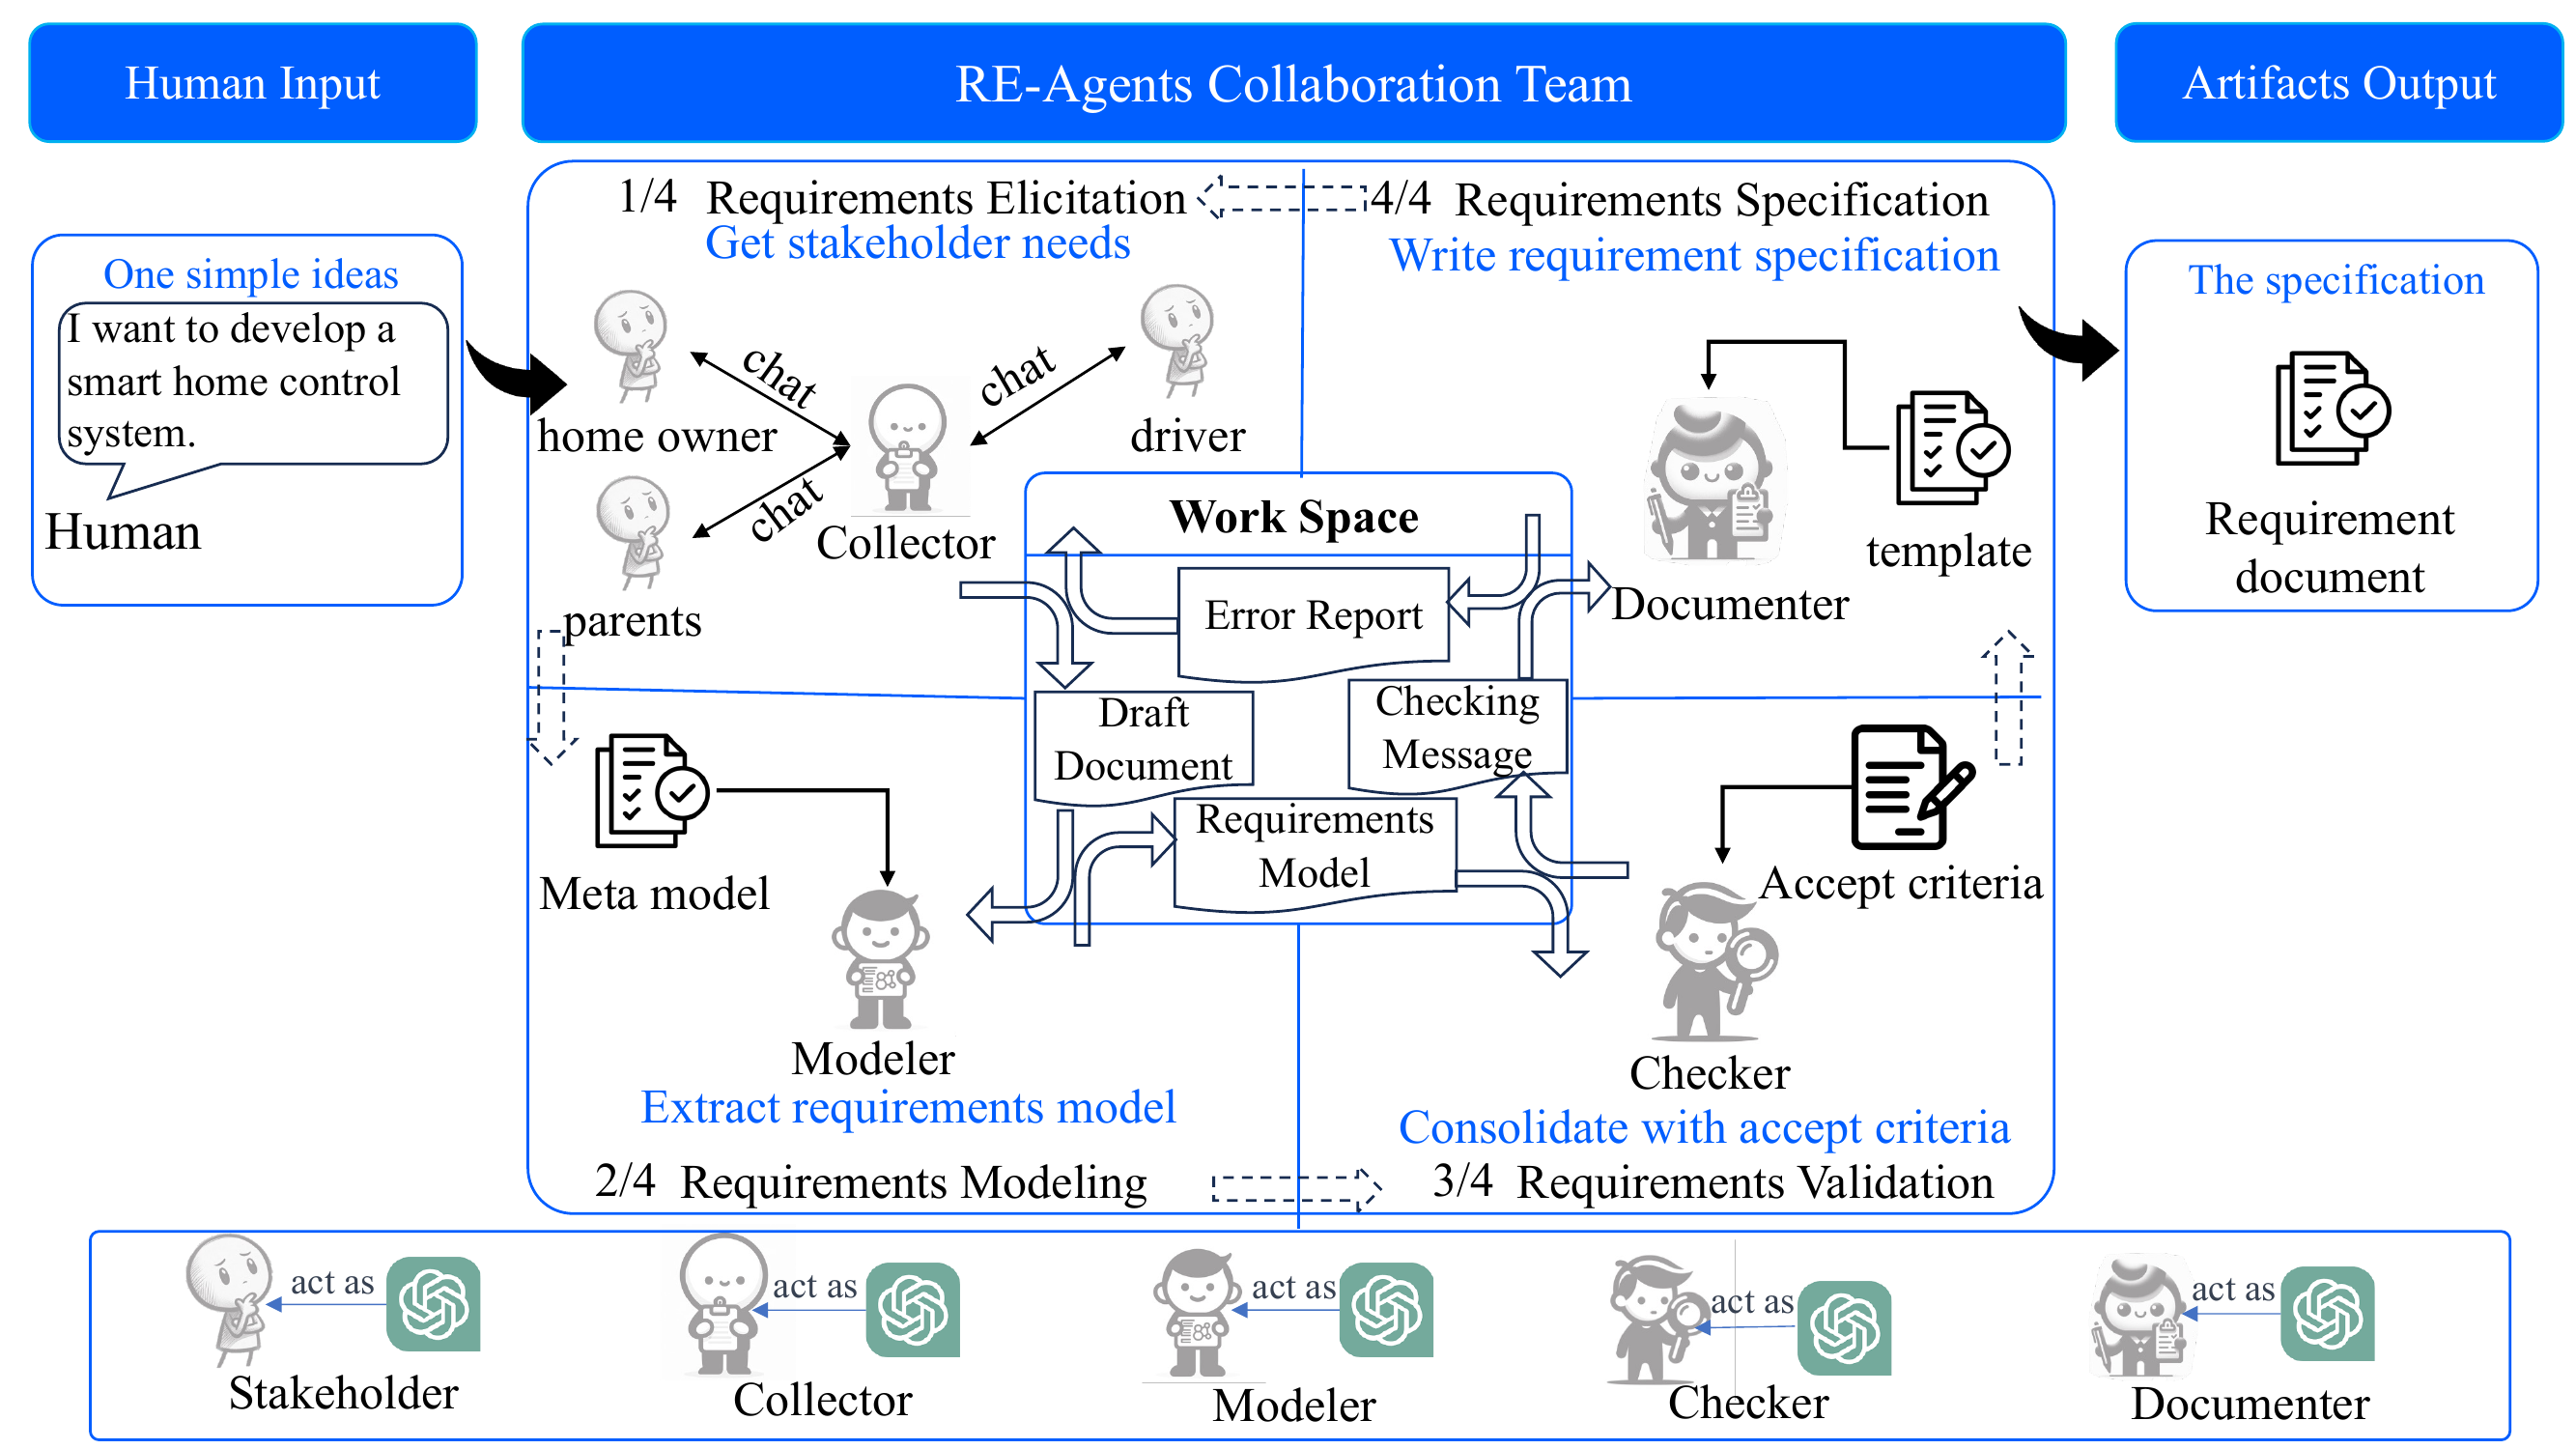 Human Input
RE-Agents Collaboration Team
Artifacts Output
One simple ideas
I want to develop a
smart home control
system.
Human
1/4 Requirements Elicitation
Get stakeholder needs
home owner
chat
chat
driver
chat
Collector
parents
4/4 Requirements Specification
Write requirement specification
Documenter
template
Work Space
Error Report
Draft
Document
Checking
Message
Requirements
Model
Meta model
Modeler
Extract requirements model
2/4 Requirements Modeling
Accept criteria
Checker
Consolidate with accept criteria
3/4 Requirements Validation
The specification
Requirement
document
act as
Stakeholder
act as
Collector
act as
Modeler
act as
Checker
act as
Documenter